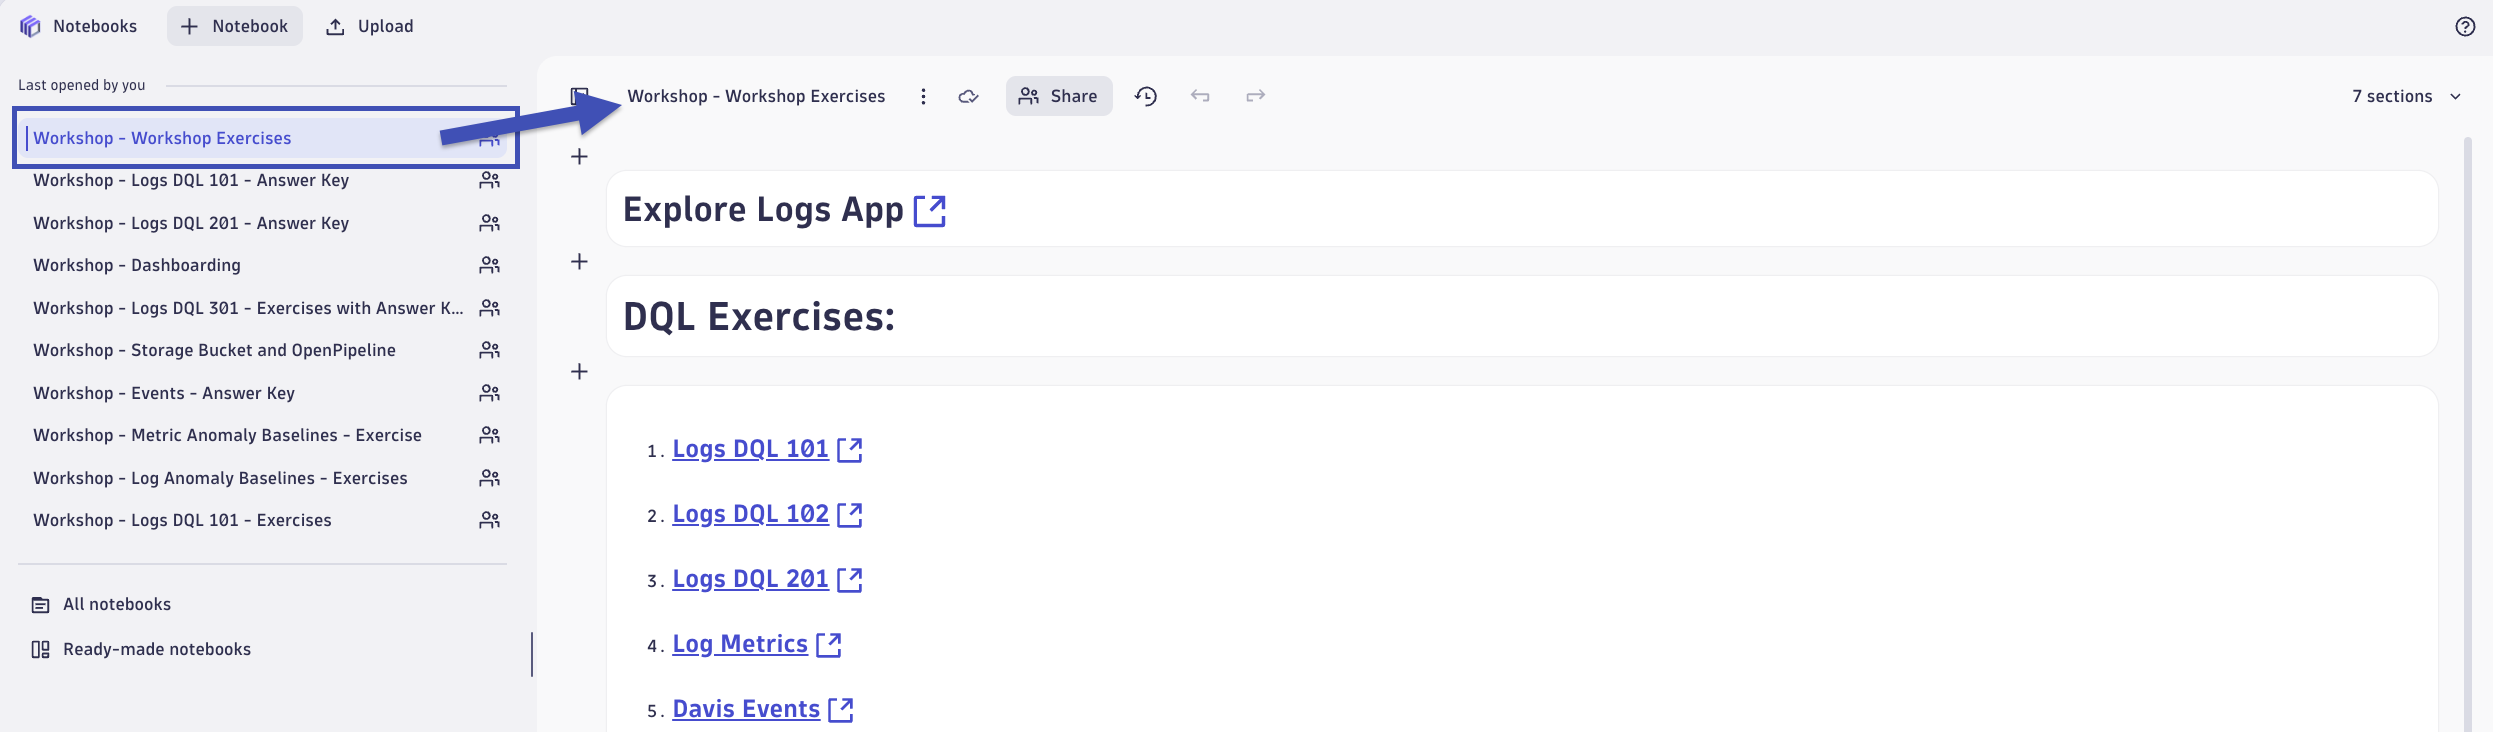 Notebooks
Notebook
Upload
Last opened by you
Workshop - Workshop Exercises
Workshop - Logs DQL 101 - Answer Key
Workshop - Logs DQL 201 - Answer Key
Workshop - Dashboarding
Workshop - Logs DQL 301 - Exercises with Answer K...
Workshop - Storage Bucket and OpenPipeline
Workshop - Events - Answer Key
Workshop - Metric Anomaly Baselines - Exercise
Workshop - Log Anomaly Baselines - Exercises
Workshop - Logs DQL 101 - Exercises
All notebooks
Ready-made notebooks
Workshop - Workshop Exercises
Share
7 sections
Explore Logs App
DQL Exercises:
1. Logs DQL 101
2. Logs DQL 102
3. Logs DQL 201
4. Log Metrics
5. Davis Events